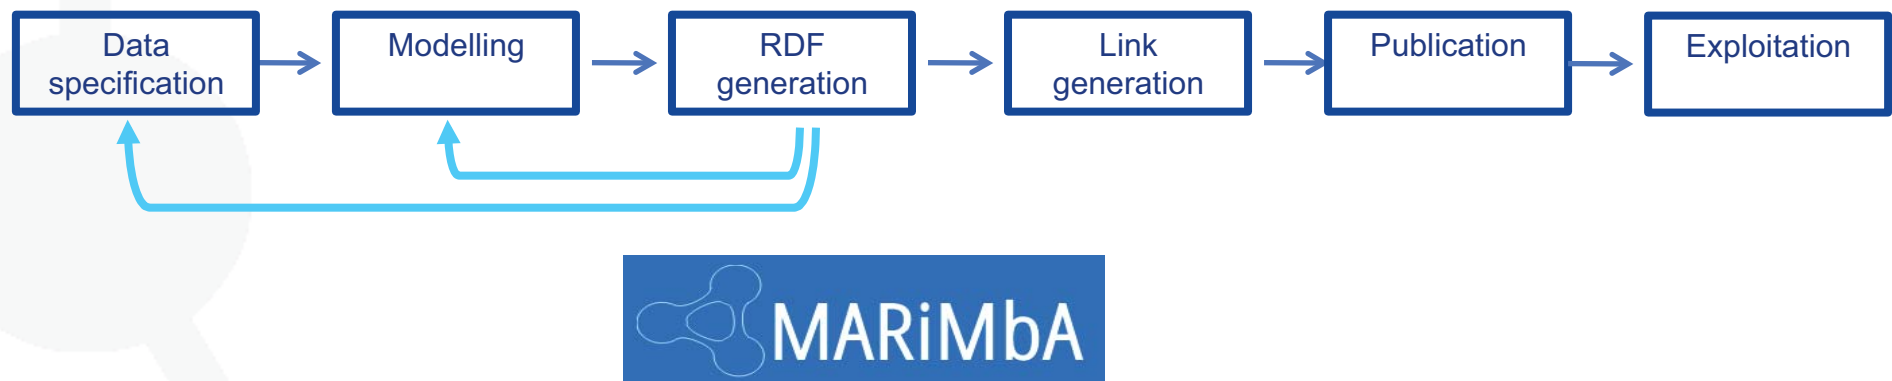 Data
specification
Modelling
RDF
generation
Link
generation
Publication
Exploitation
MARiMbA